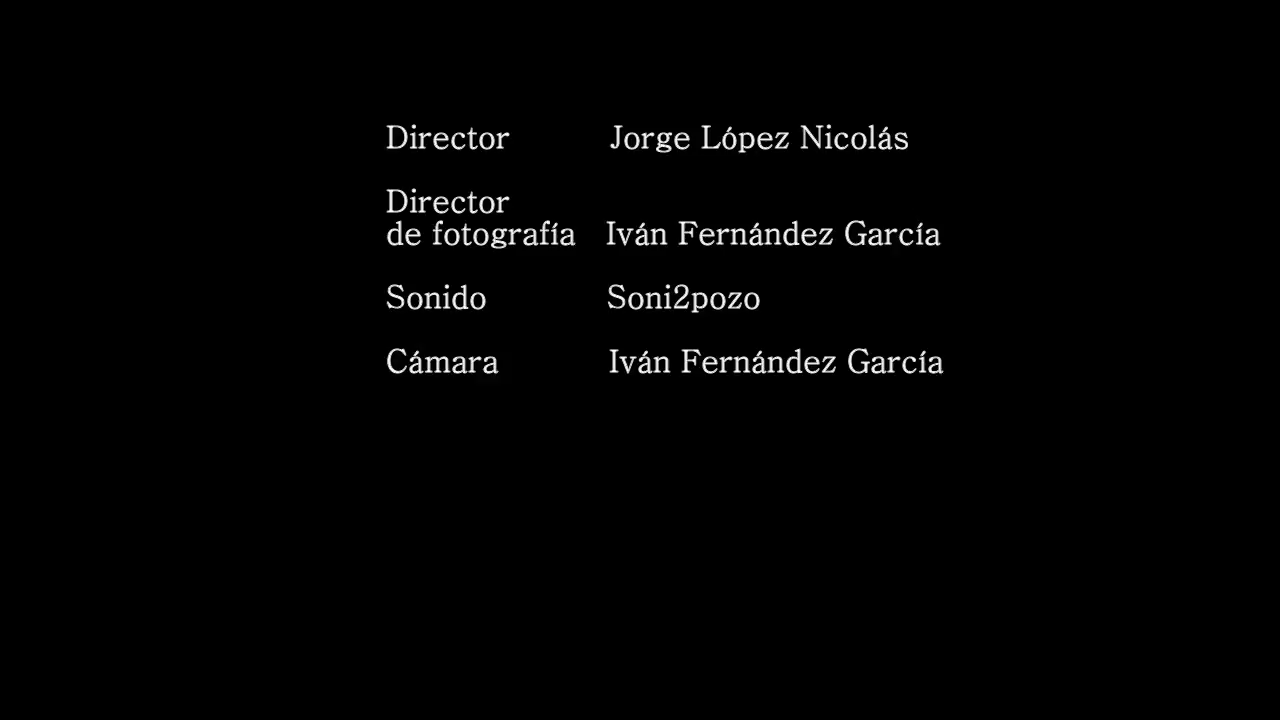 Director Jorge López Nicolás
Director
de fotografía Iván Fernández García
Sonido Soni2pozo
Cámara Iván Fernández García